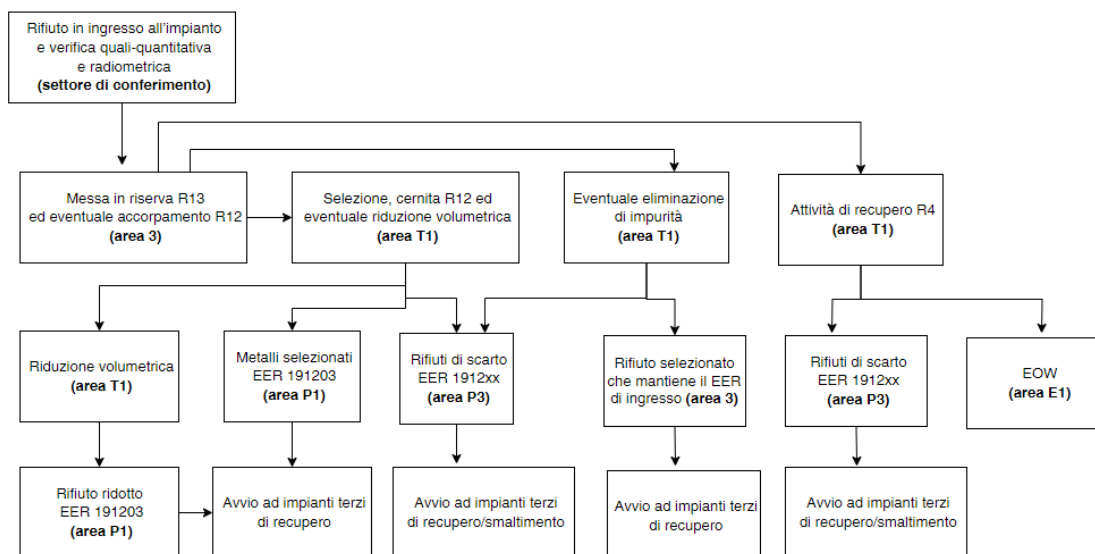 Rifiuto in ingresso all'impianto
e verifica quali-quantitativa
e radiometrica
(settore di conferimento)
Messa in riserva R13
ed eventuale accorpamento R12
(area 3)
Selezione, cernita R12 ed
eventuale riduzione volumetrica
(area T1)
Eventuale eliminazione
di impurità
(area T1)
Attività di recupero R4
(area T1)
Riduzione volumetrica
(area T1)
Metalli selezionati
EER 191203
(area P1)
Rifiuti di scarto
EER 1912xx
(area P3)
Rifiuto selezionato
che mantiene il EER
di ingresso (area 3)
Rifiuti di scarto
EER 1912xx
(area P3)
EOW
(area E1)
Rifiuto ridotto
EER 191203
(area P1)
Avvio ad impianti terzi
di recupero
Avvio ad impianti terzi
di recupero/smaltimento
Avvio ad impianti terzi
di recupero
Avvio ad impianti terzi
di recupero/smaltimento